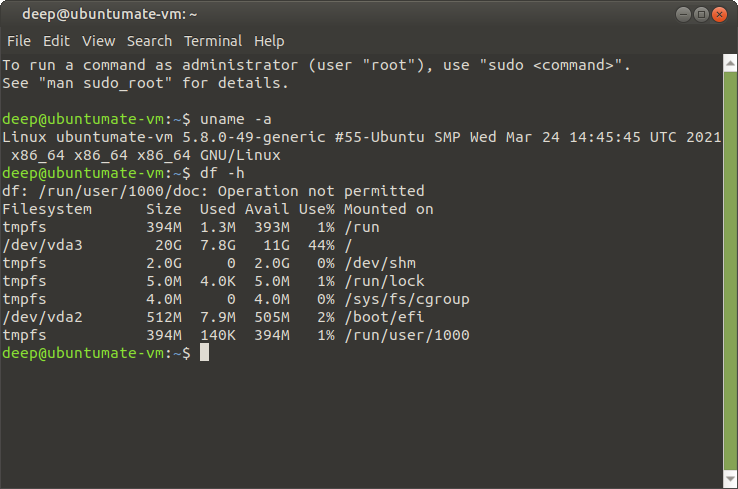 deep@ubuntumate-vm: ~
File Edit View Search Terminal Help
To run a command as administrator (user "root"), use "sudo <command>".
See "man sudo_root" for details.
deep@ubuntumate-vm:~$ uname -a
Linux ubuntumate-vm 5.8.0-49-generic #55-Ubuntu SMP Wed Mar 24 14:45:45 UTC 2021
 x86_64 x86_64 x86_64 GNU/Linux
deep@ubuntumate-vm:~$ df -h
df: /run/user/1000/doc: Operation not permitted
Filesystem      Size  Used Avail Use% Mounted on
tmpfs           394M  1.3M  393M   1% /run
/dev/vda3        20G  7.8G   11G  44% /
tmpfs           2.0G     0  2.0G   0% /dev/shm
tmpfs           5.0M  4.0K  5.0M   1% /run/lock
tmpfs           4.0M     0  4.0M   0% /sys/fs/cgroup
/dev/vda2       512M  7.9M  505M   2% /boot/efi
tmpfs           394M  140K  394M   1% /run/user/1000
deep@ubuntumate-vm:~$